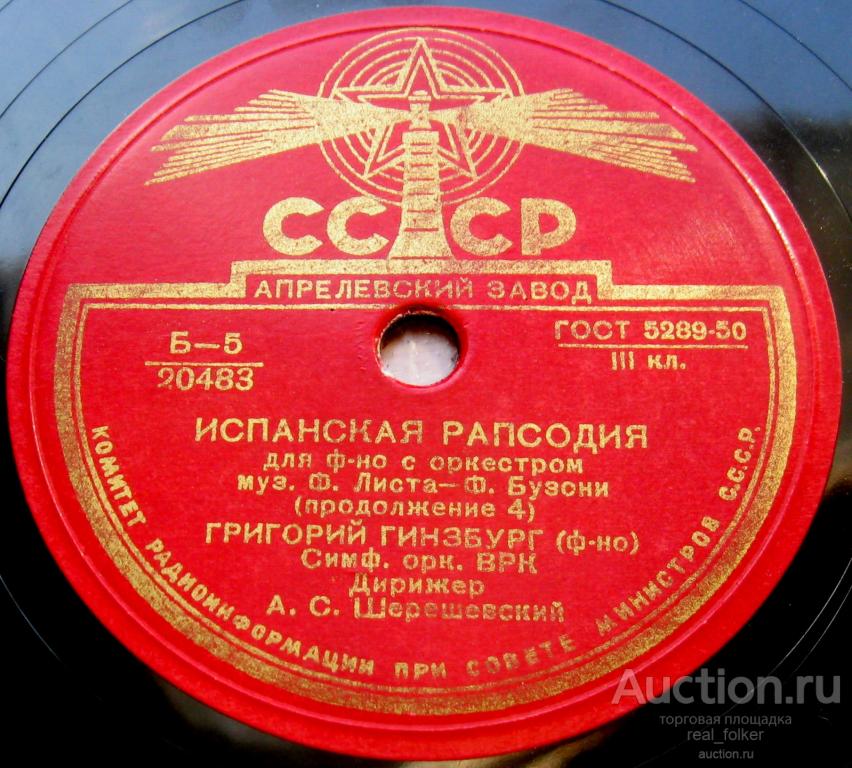 СССР
АПРЕЛЕВСКИЙ ЗАВОД
Б—5
20483
ГОСТ 5289-50
III кл.
ИСПАНСКАЯ РАПСОДИЯ
для ф-но с оркестром
муз. Ф. Листа—Ф. Бузони
(продолжение 4)
ГРИГОРИЙ ГИНЗБУРГ (ф-но)
Симф. орк. ВРК
Дирижер
А. С. Шерешевский
КОМИТЕТ РАДИОИНФОРМАЦИИ ПРИ СОВЕТЕ МИНИСТРОВ С.С.С.Р.
Auction.ru
торговая площадка
real_folker
auction.ru